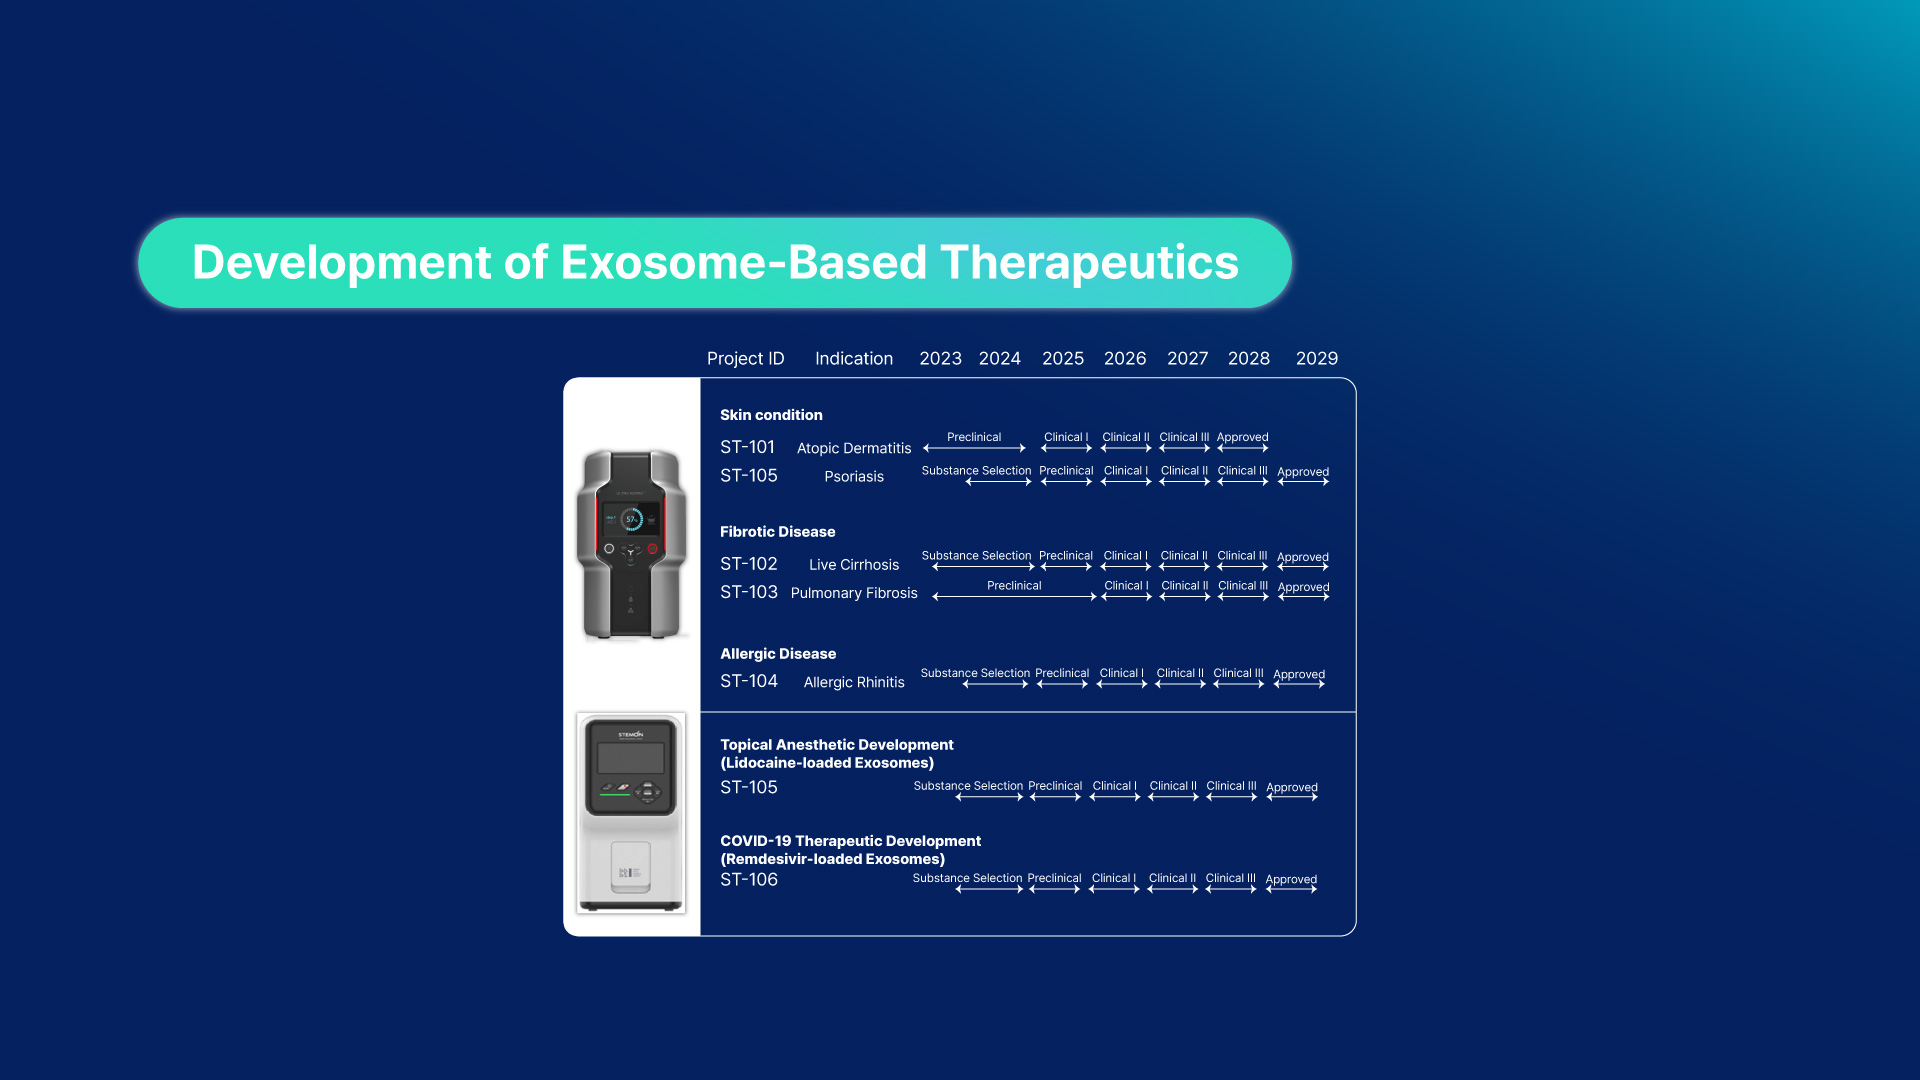 Development of Exosome-Based Therapeutics
Project ID Indication 2023 2024 2025 2026 2027 2028 2029
Skin condition
Preclinical Clinical I Clinical II Clinical III Approved
ST-101 Atopic Dermatitis
Substance Selection Preclinical Clinical I Clinical II Clinical III Approved
ST-105 Psoriasis
Fibrotic Disease
Substance Selection Preclinical Clinical I Clinical II Clinical III Approved
ST-102 Live Cirrhosis
Preclinical Clinical I Clinical II Clinical III Approved
ST-103 Pulmonary Fibrosis
Allergic Disease
Substance Selection Preclinical Clinical I Clinical II Clinical III Approved
ST-104 Allergic Rhinitis
Topical Anesthetic Development
(Lidocaine-loaded Exosomes)
ST-105 Substance Selection Preclinical Clinical I Clinical II Clinical III Approved
COVID-19 Therapeutic Development
(Remdesivir-loaded Exosomes)
ST-106 Substance Selection Preclinical Clinical I Clinical II Clinical III Approved
57%
STEMON